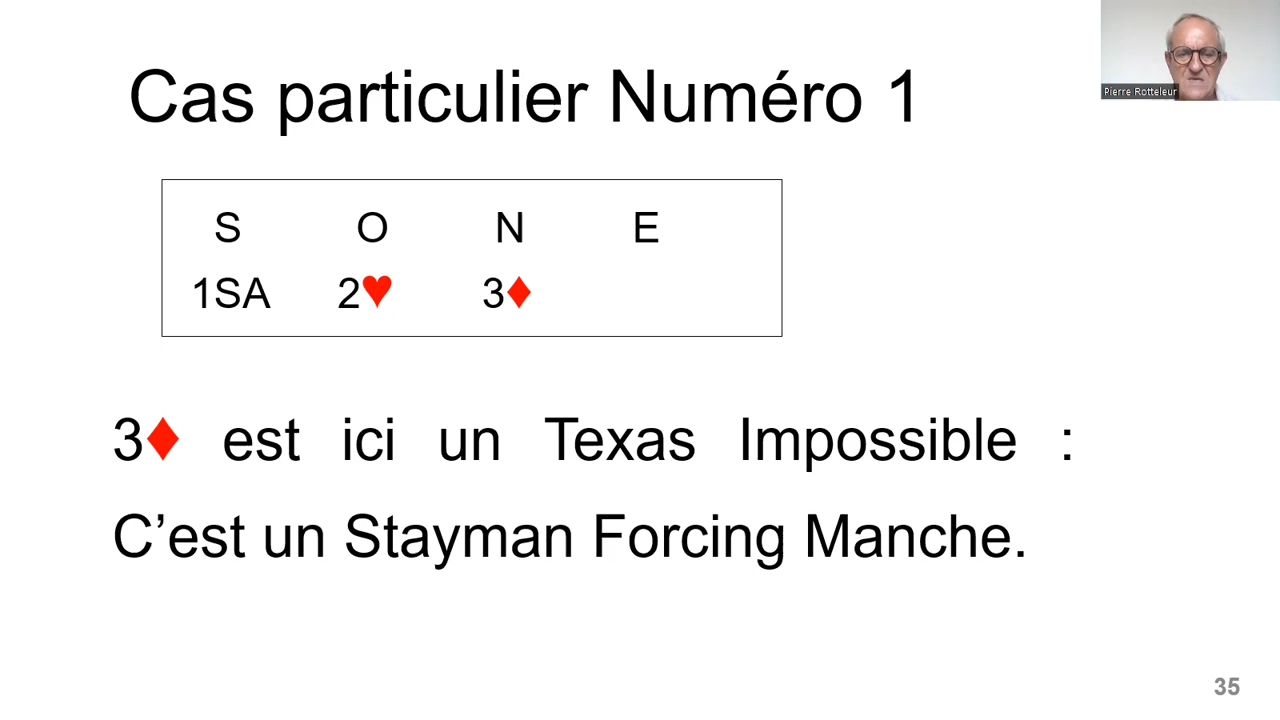 Cas particulier Numéro 1
Pierre Rotteleur
S O N E
1SA 2♥ 3♦
3♦ est ici un Texas Impossible :
C’est un Stayman Forcing Manche.
35